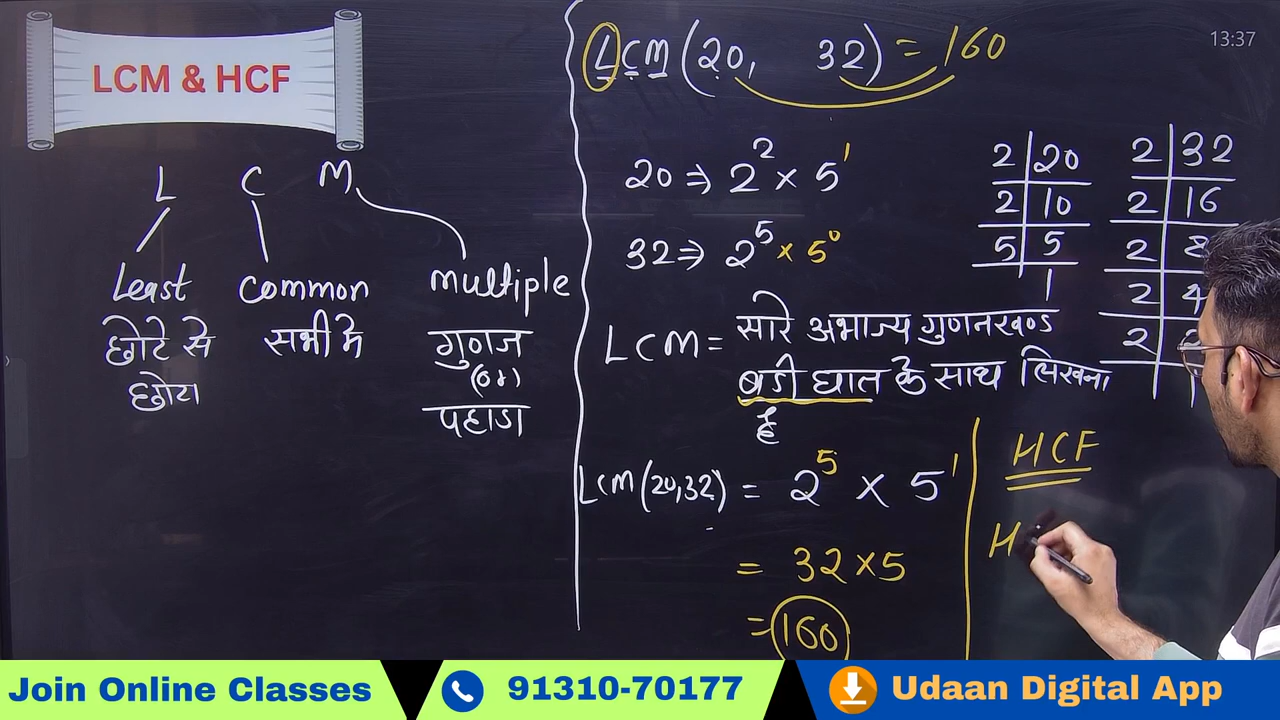 LCM & HCF
L C M
Least common multiple
छोटे से सभी मे गुणज
छोटा (or)
पहाडा
LCM (20, 32) = 160
13:37
20 ⇒ 2² × 5¹
32 ⇒ 2⁵ × 5⁰
2 | 20
2 | 10
5 | 5
1
2 | 32
2 | 16
2 | 8
2 | 4
2
LCM = सारे अभाज्य गुणनखण्ड
बडी घात के साथ लिखना
है
LCM (20,32) = 2⁵ × 5¹
= 32 × 5
= 160
HCF
H
Join Online Classes
91310-70177
Udaan Digital App